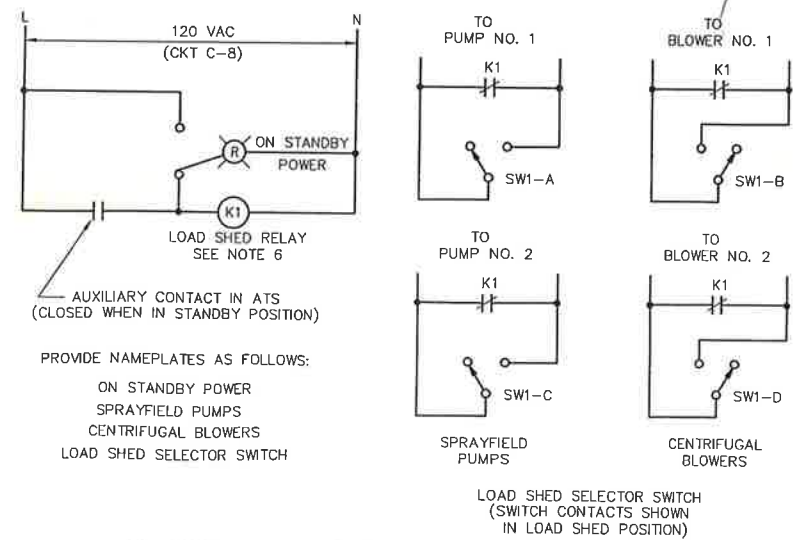 L
N
120 VAC
(CKT C-8)
R
ON STANDBY
POWER
K1
LOAD SHED RELAY
SEE NOTE 6
AUXILIARY CONTACT IN ATS
(CLOSED WHEN IN STANDBY POSITION)
PROVIDE NAMEPLATES AS FOLLOWS:
ON STANDBY POWER
SPRAYFIELD PUMPS
CENTRIFUGAL BLOWERS
LOAD SHED SELECTOR SWITCH
TO
PUMP NO. 1
K1
SW1-A
TO
BLOWER NO. 1
K1
SW1-B
TO
PUMP NO. 2
K1
SW1-C
SPRAYFIELD
PUMPS
TO
BLOWER NO. 2
K1
SW1-D
CENTRIFUGAL
BLOWERS
LOAD SHED SELECTOR SWITCH
(SWITCH CONTACTS SHOWN
IN LOAD SHED POSITION)